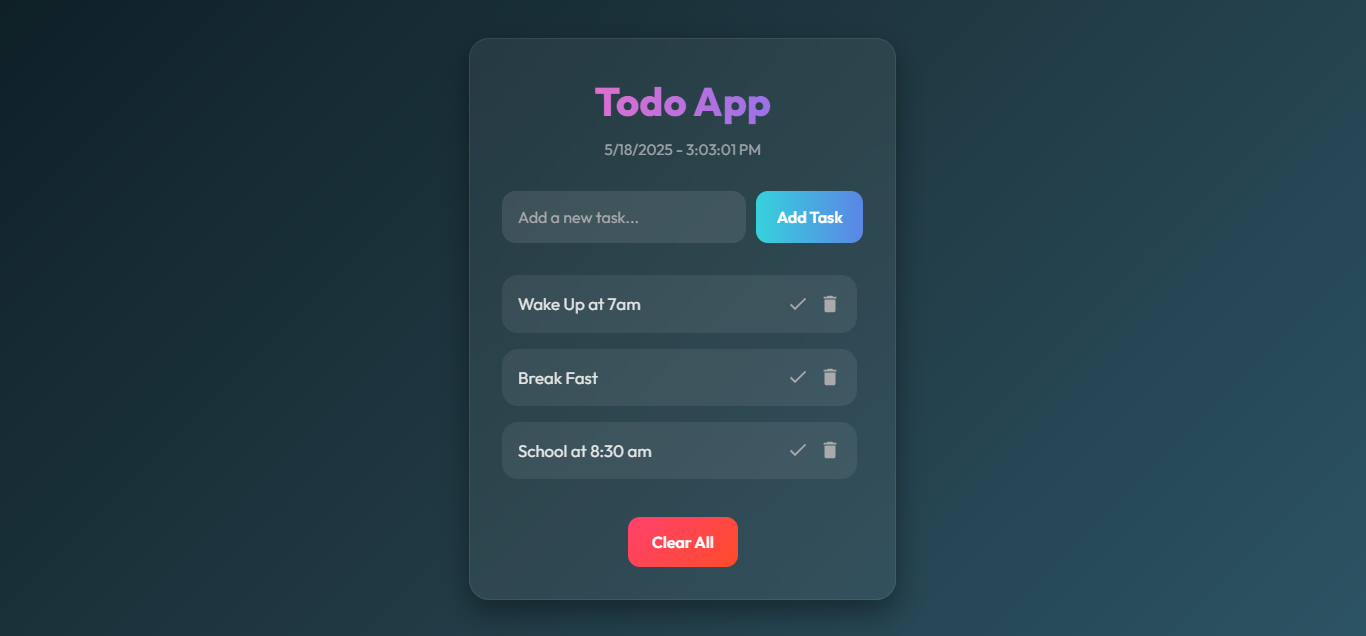 Todo App
5/18/2025 - 3:03:01 PM
Add a new task...
Add Task
Wake Up at 7am
Break Fast
School at 8:30 am
Clear All